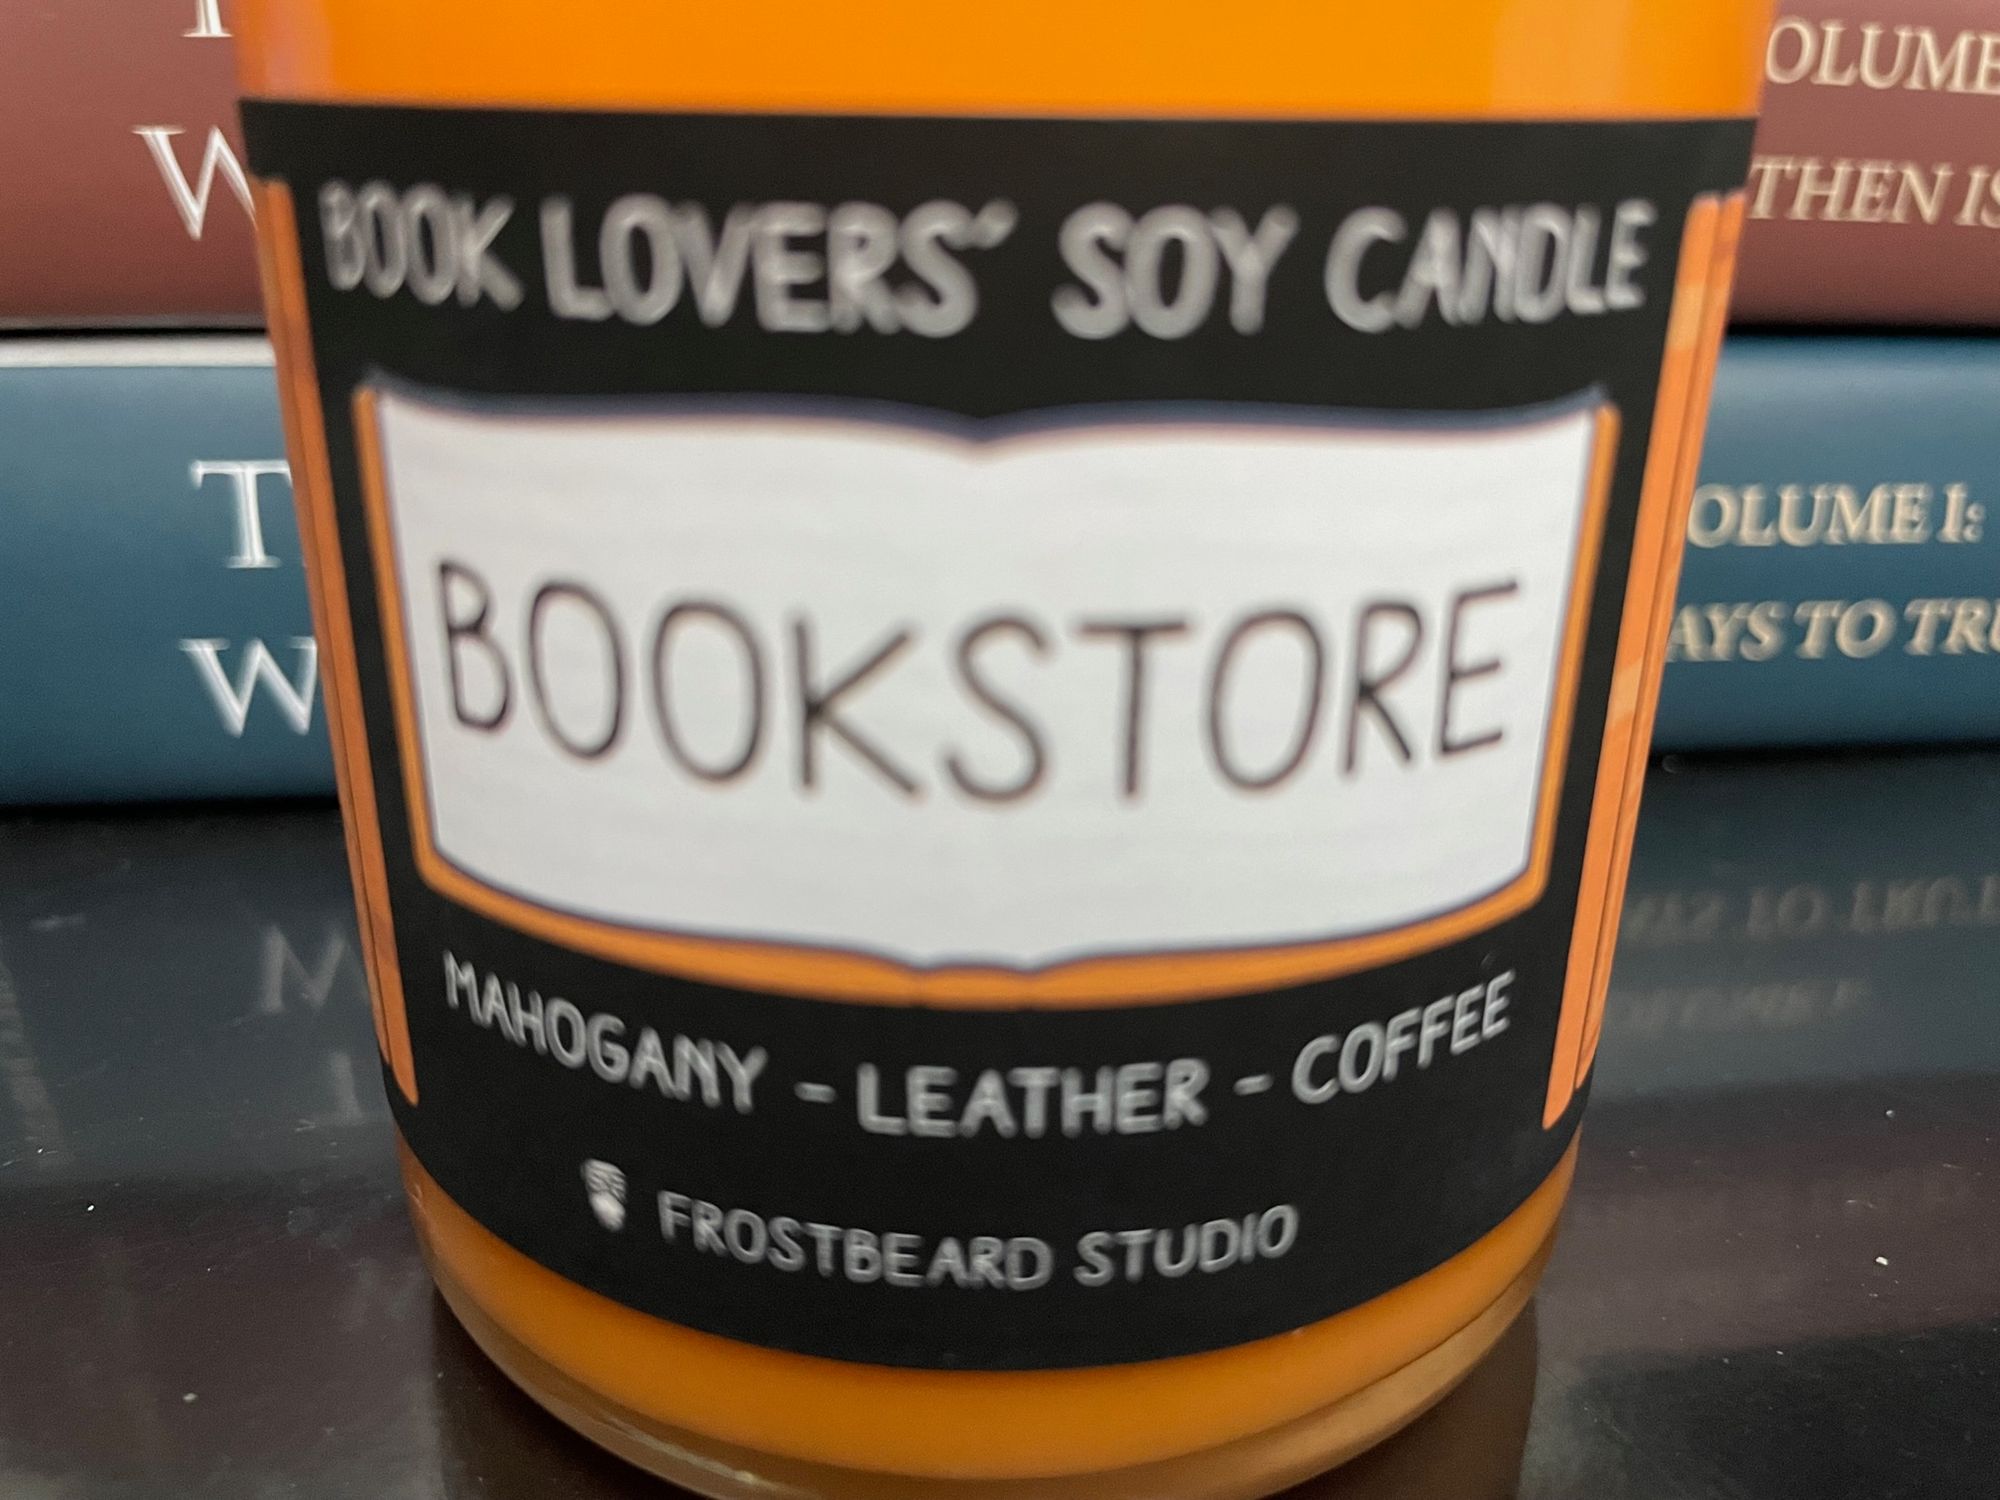 BOOK LOVERS' SOY CANDLE
BOOKSTORE
MAHOGANY - LEATHER - COFFEE
FROSTBEARD STUDIO
T
W
OLUME
THEN IS
T
W
OLUME I:
AYS TO TRU